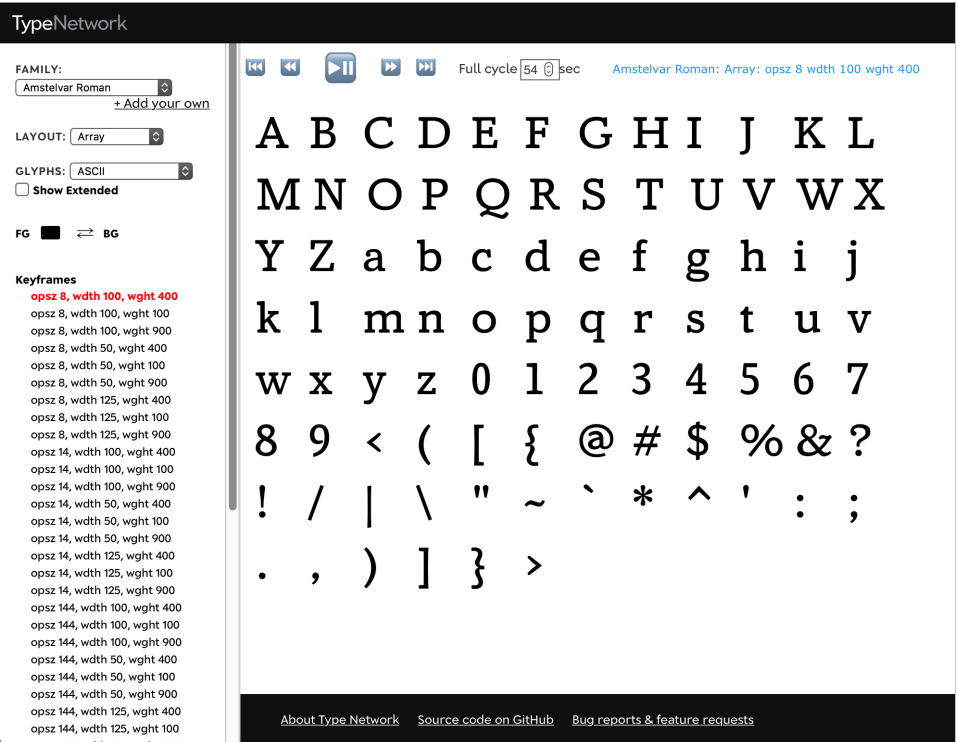 TypeNetwork
FAMILY:
Amstelvar Roman
+ Add your own
LAYOUT: Array
GLYPHS: ASCII
Show Extended
FG BG
Keyframes
opsz 8, wdth 100, wght 400
opsz 8, wdth 100, wght 100
opsz 8, wdth 100, wght 900
opsz 8, wdth 50, wght 400
opsz 8, wdth 50, wght 100
opsz 8, wdth 50, wght 900
opsz 8, wdth 125, wght 400
opsz 8, wdth 125, wght 100
opsz 8, wdth 125, wght 900
opsz 14, wdth 100, wght 400
opsz 14, wdth 100, wght 100
opsz 14, wdth 100, wght 900
opsz 14, wdth 50, wght 400
opsz 14, wdth 50, wght 100
opsz 14, wdth 50, wght 900
opsz 14, wdth 125, wght 400
opsz 14, wdth 125, wght 100
opsz 14, wdth 125, wght 900
opsz 144, wdth 100, wght 400
opsz 144, wdth 100, wght 100
opsz 144, wdth 100, wght 900
opsz 144, wdth 50, wght 400
opsz 144, wdth 50, wght 100
opsz 144, wdth 50, wght 900
opsz 144, wdth 125, wght 400
opsz 144, wdth 125, wght 100
Full cycle 54 sec
Amstelvar Roman: Array: opsz 8 wdth 100 wght 400
A B C D E F G H I J K L
M N O P Q R S T U V W X
Y Z a b c d e f g h i j
k l m n o p q r s t u v
w x y z 0 1 2 3 4 5 6 7
8 9 < ( [ { @ # $ % & ?
! / | \ " ~ ` * ^ ' : ;
. , ) ] } >
About Type Network Source code on GitHub Bug reports & feature requests